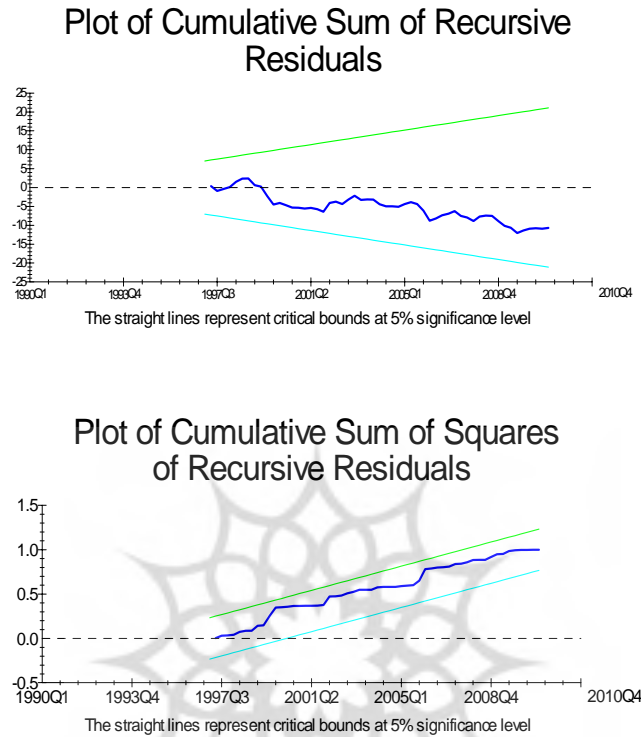 Plot of Cumulative Sum of Recursive
Residuals
25
20
15
10
5
0
-5
-10
-15
-20
-25
1990Q1 1993Q4 1997Q3 2001Q2 2005Q1 2008Q4 2010Q4
The straight lines represent critical bounds at 5% significance level
Plot of Cumulative Sum of Squares
of Recursive Residuals
1.5
1.0
0.5
0.0
-0.5
1990Q1 1993Q4 1997Q3 2001Q2 2005Q1 2008Q4 2010Q4
The straight lines represent critical bounds at 5% significance level